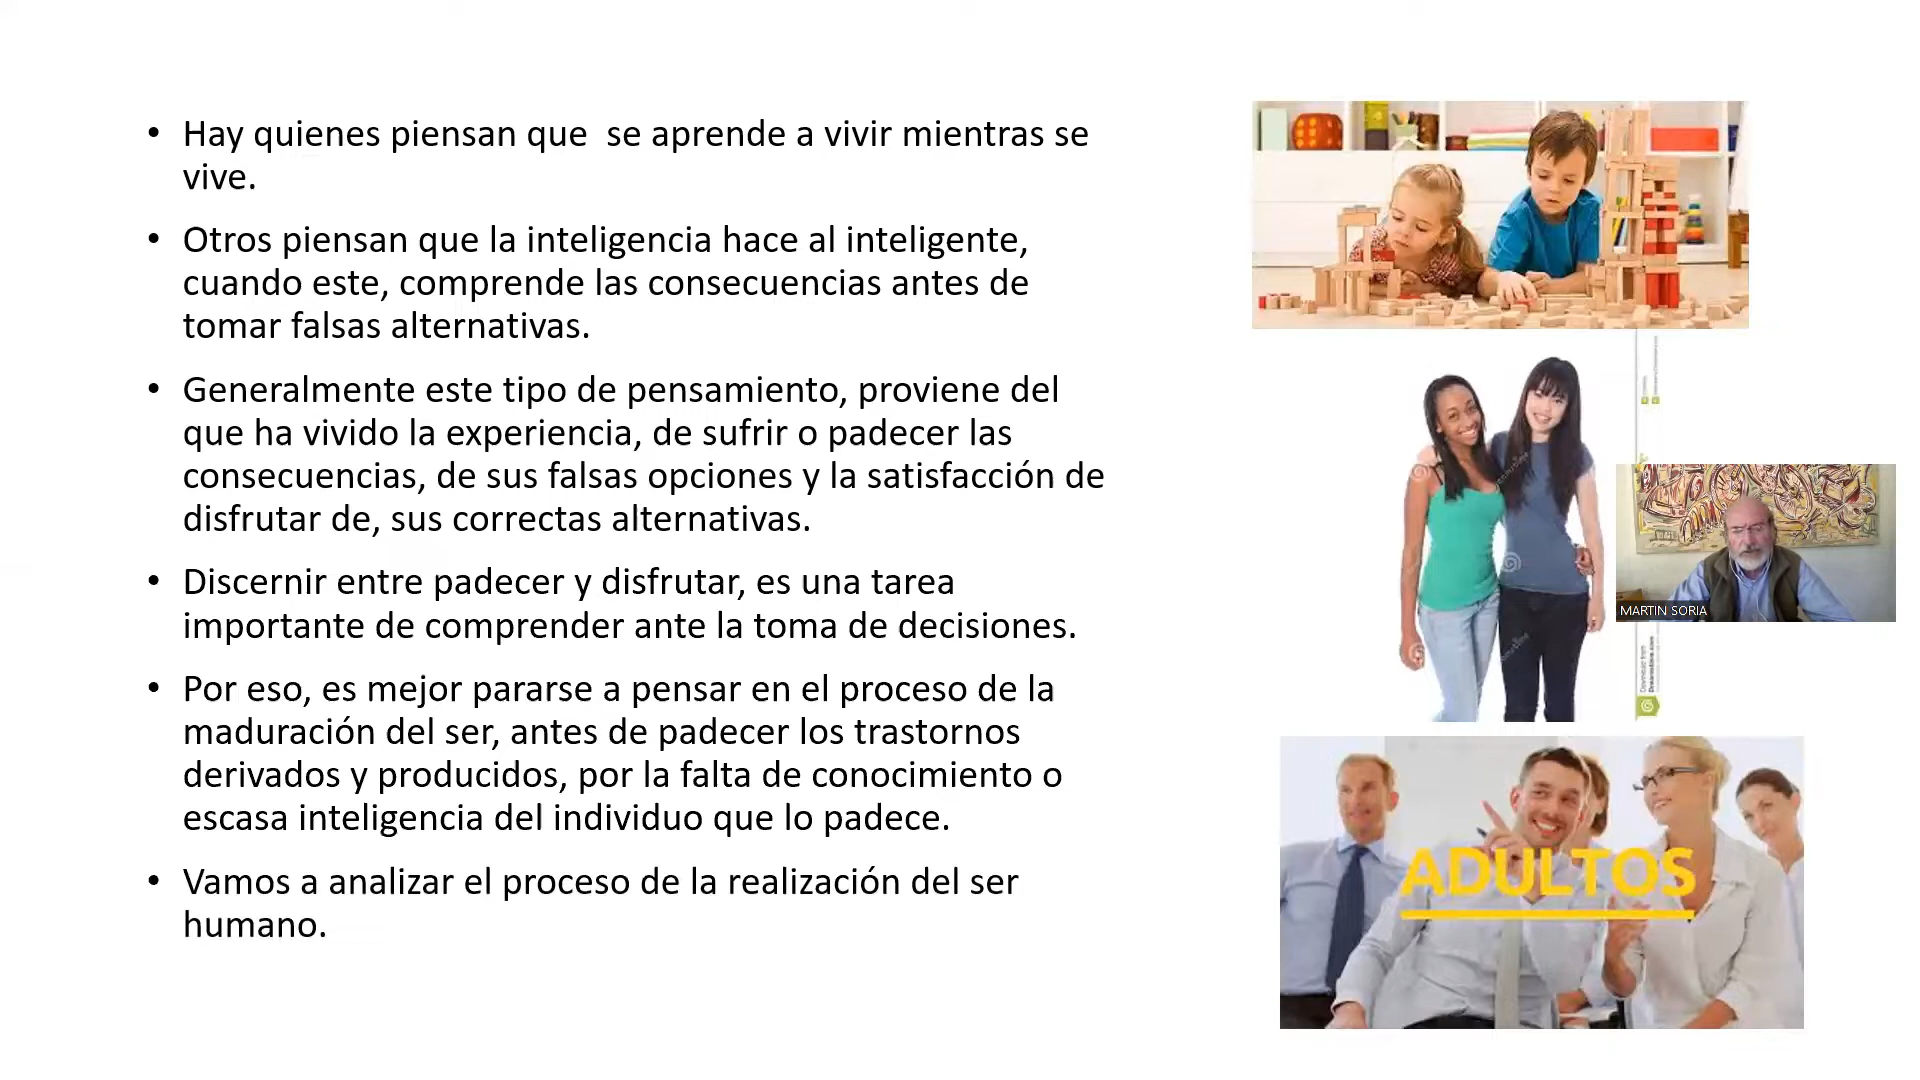 • Hay quienes piensan que  se aprende a vivir mientras se
vive.
• Otros piensan que la inteligencia hace al inteligente,
cuando este, comprende las consecuencias antes de
tomar falsas alternativas.
• Generalmente este tipo de pensamiento, proviene del
que ha vivido la experiencia, de sufrir o padecer las
consecuencias, de sus falsas opciones y la satisfacción de
disfrutar de, sus correctas alternativas.
• Discernir entre padecer y disfrutar, es una tarea
importante de comprender ante la toma de decisiones.
• Por eso, es mejor pararse a pensar en el proceso de la
maduración del ser, antes de padecer los trastornos
derivados y producidos, por la falta de conocimiento o
escasa inteligencia del individuo que lo padece.
• Vamos a analizar el proceso de la realización del ser
humano.
MARTIN SORIA
Download from
Dreamstime.com
ADULTOS